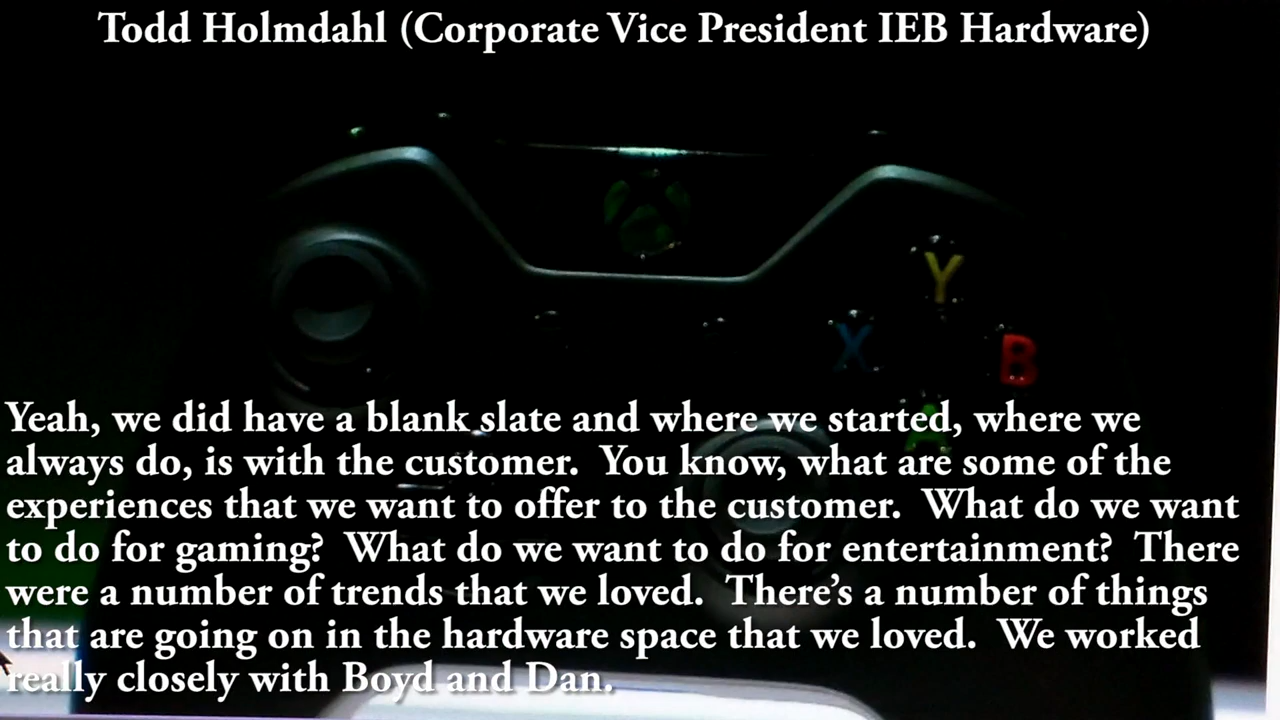 Todd Holmdahl (Corporate Vice President IEB Hardware)
Y
X
B
A
Yeah, we did have a blank slate and where we started, where we
always do, is with the customer. You know, what are some of the
experiences that we want to offer to the customer. What do we want
to do for gaming? What do we want to do for entertainment? There
were a number of trends that we loved. There's a number of things
that are going on in the hardware space that we loved. We worked
really closely with Boyd and Dan.